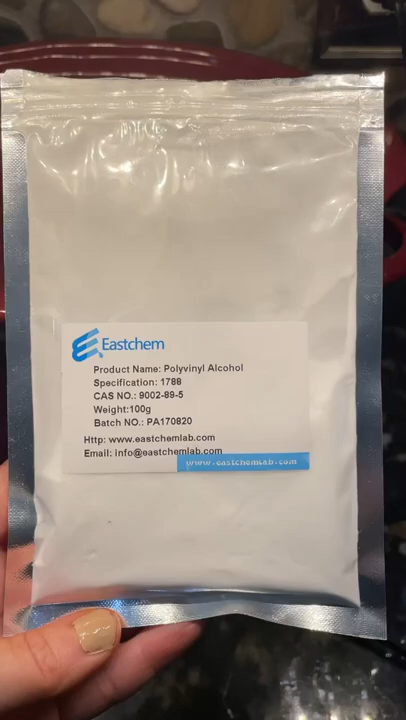 Eastchem
Product Name: Polyvinyl Alcohol
Specification: 1788
CAS NO.: 9002-89-5
Weight:100g
Batch NO.: PA170820
Http: www.eastchemlab.com
Email: info@eastchemlab.com
www.eastchemlab.com